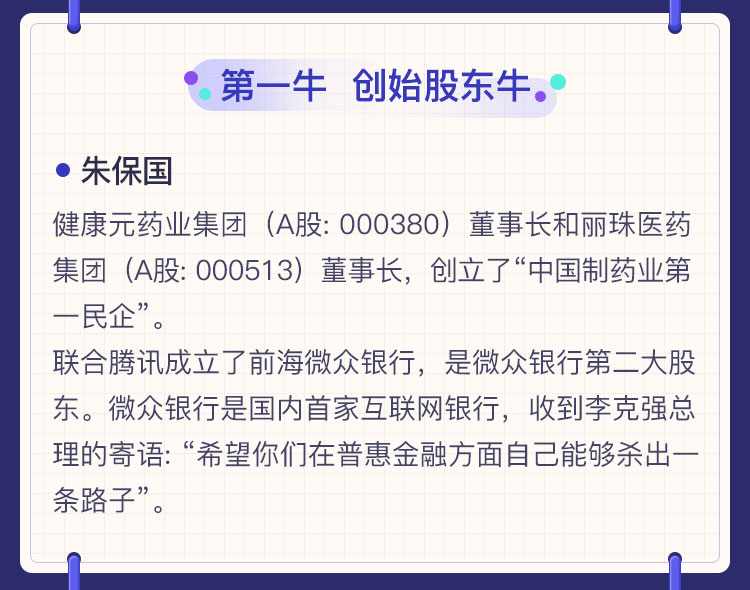 第一牛 创始股东牛
朱保国
健康元药业集团（A股: 000380）董事长和丽珠医药
集团（A股: 000513）董事长，创立了“中国制药业第
一民企”。
联合腾讯成立了前海微众银行，是微众银行第二大股
东。微众银行是国内首家互联网银行，收到李克强总
理的寄语: “希望你们在普惠金融方面自己能够杀出一
条路子”。